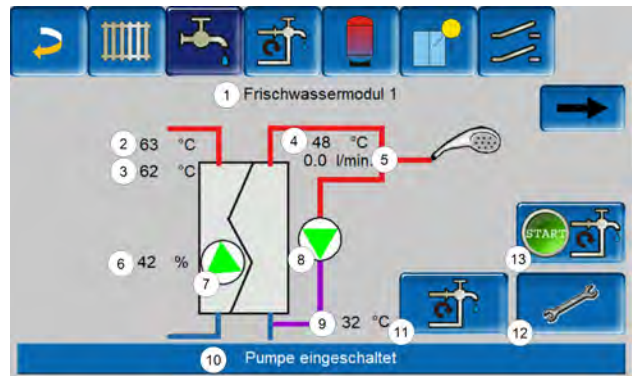 1 Frischwassermodul 1
2 63 °C
3 62 °C
4 48 °C
0.0 l/min. 5
6 42 %
7
8
START
13
9 32 °C
11
12
10 Pumpe eingeschaltet